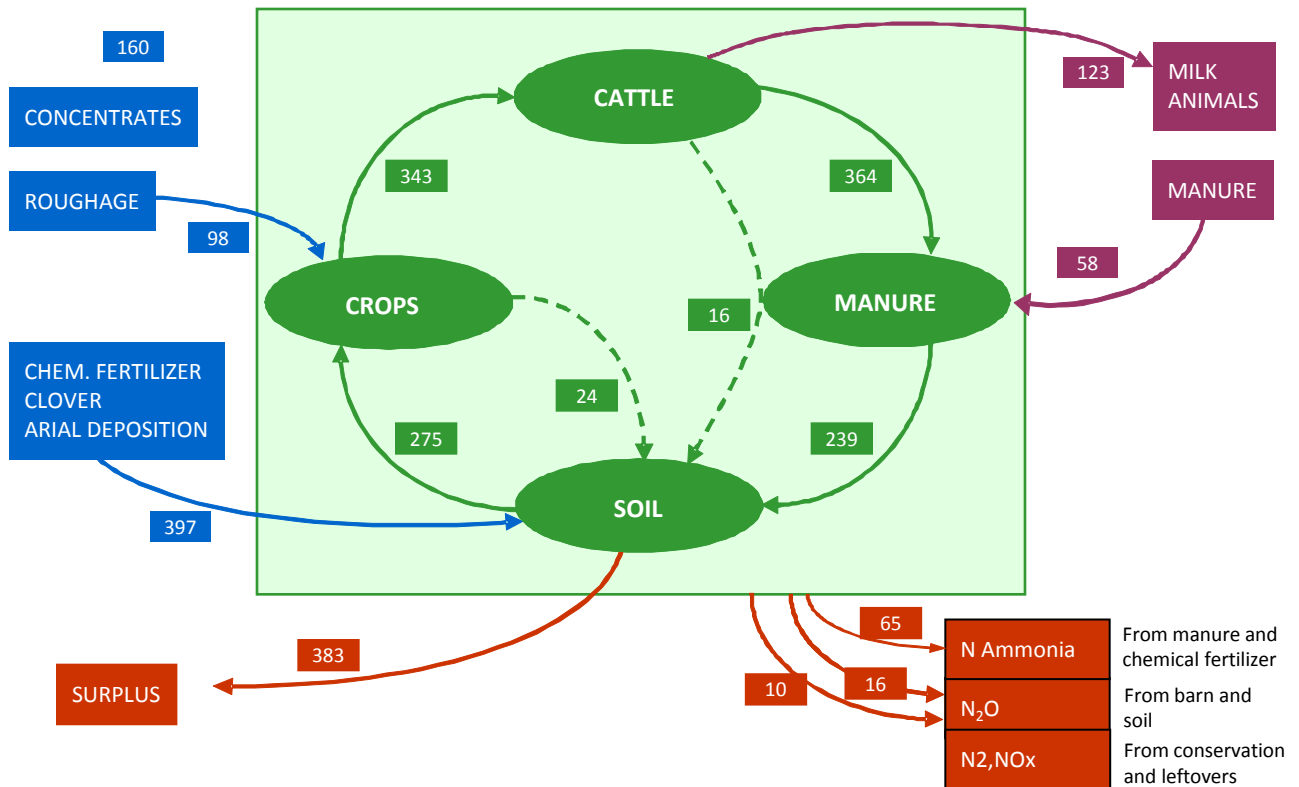 160
CONCENTRATES
ROUGHAGE
98
CHEM. FERTILIZER
CLOVER
ARIAL DEPOSITION
397
CATTLE
343
364
CROPS
MANURE
16
24
275
239
SOIL
123
MILK
ANIMALS
MANURE
58
383
SURPLUS
65
16
10
N Ammonia
From manure and
chemical fertilizer
N₂O
From barn and
soil
N2,NOx
From conservation
and leftovers